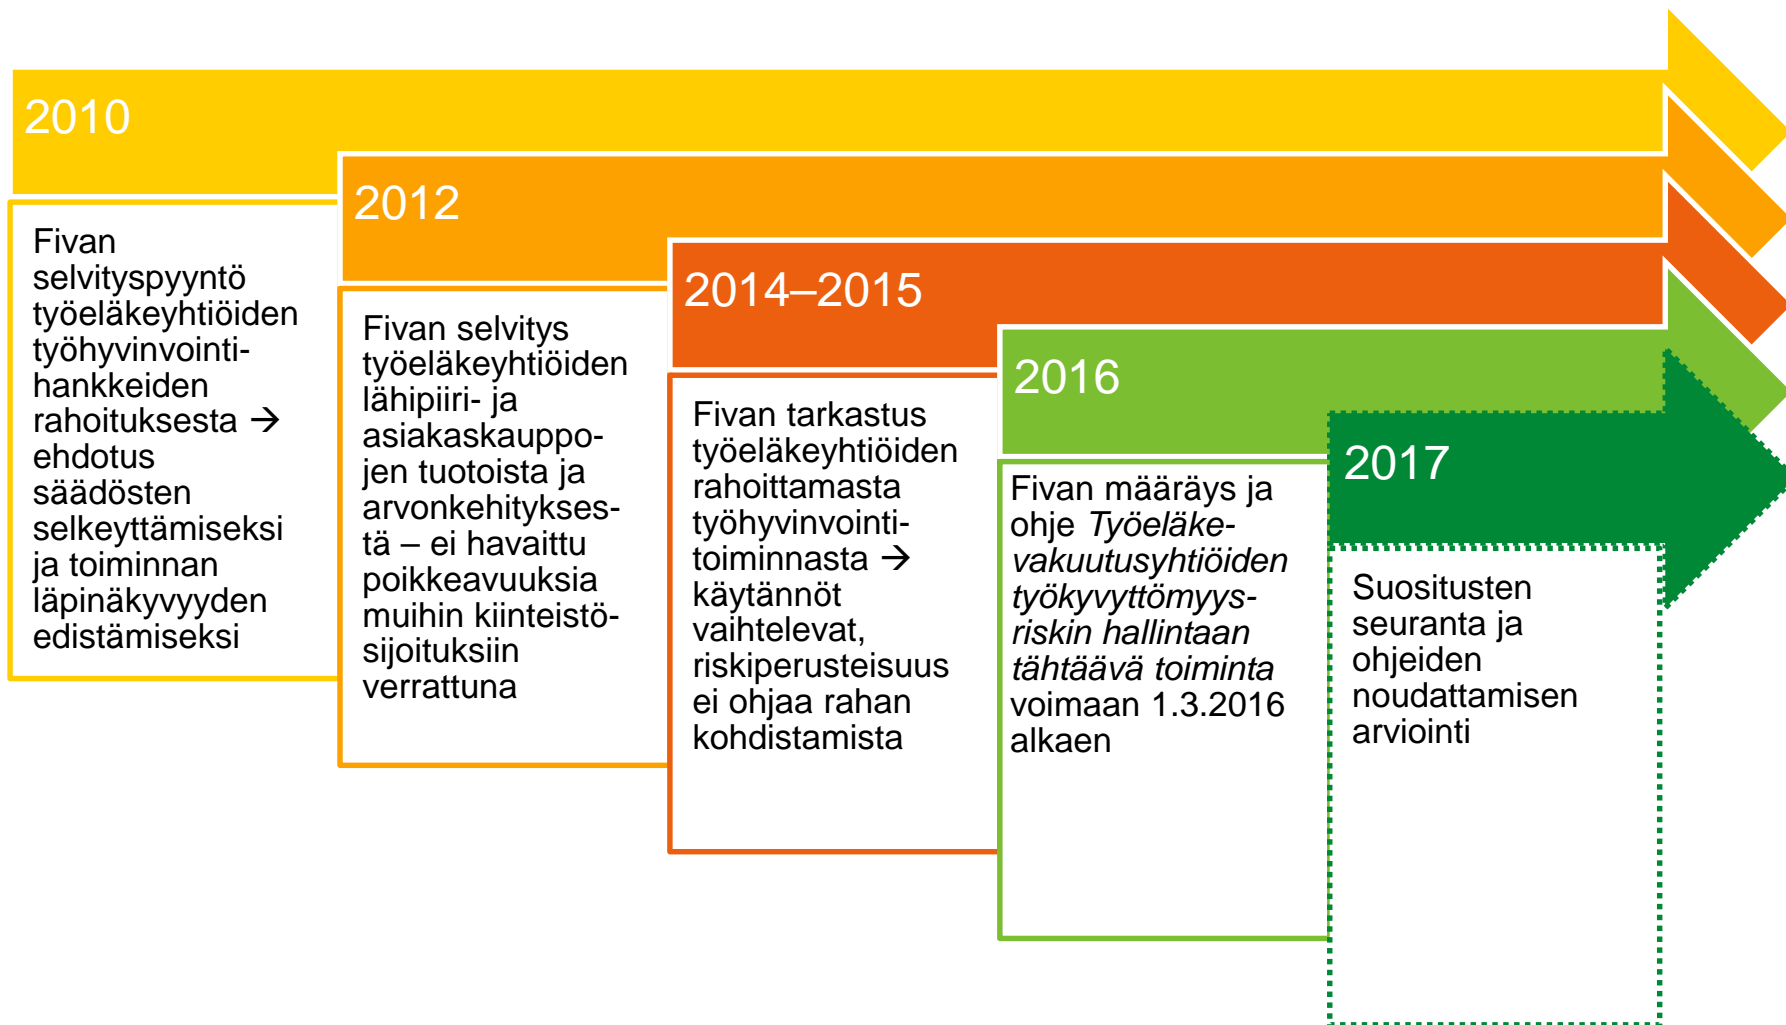 2010
Fivan
selvityspyyntö
työeläkeyhtiöiden
työhyvinvointi-
hankkeiden
rahoituksesta →
ehdotus
säädösten
selkeyttämiseksi
ja toiminnan
läpinäkyvyyden
edistämiseksi
2012
Fivan selvitys
työeläkeyhtiöiden
lähipiiri- ja
asiakaskauppo-
jen tuotoista ja
arvonkehitykses-
tä – ei havaittu
poikkeavuuksia
muihin kiinteistö-
sijoituksiin
verrattuna
2014–2015
Fivan tarkastus
työeläkeyhtiöiden
rahoittamasta
työhyvinvointi-
toiminnasta →
käytännöt
vaihtelevat,
riskiperusteisuus
ei ohjaa rahan
kohdistamista
2016
Fivan määräys ja
ohje Työeläke-
vakuutusyhtiöiden
työkyvyttömyys-
riskin hallintaan
tähtäävä toiminta
voimaan 1.3.2016
alkaen
2017
Suositusten
seuranta ja
ohjeiden
noudattamisen
arviointi